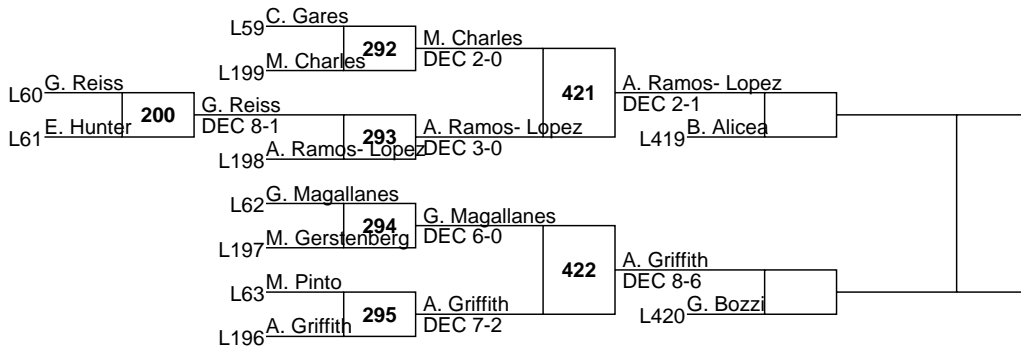 L60 G. Reiss
L61 E. Hunter
200
G. Reiss
DEC 8-1
L59 C. Gares
L199 M. Charles
292
M. Charles
DEC 2-0
L198 A. Ramos- Lopez
293
A. Ramos- Lopez
DEC 3-0
421
A. Ramos- Lopez
DEC 2-1
L419 B. Alicea
L62 G. Magallanes
L197 M. Gerstenberg
294
G. Magallanes
DEC 6-0
L63 M. Pinto
L196 A. Griffith
295
A. Griffith
DEC 7-2
422
A. Griffith
DEC 8-6
L420 G. Bozzi